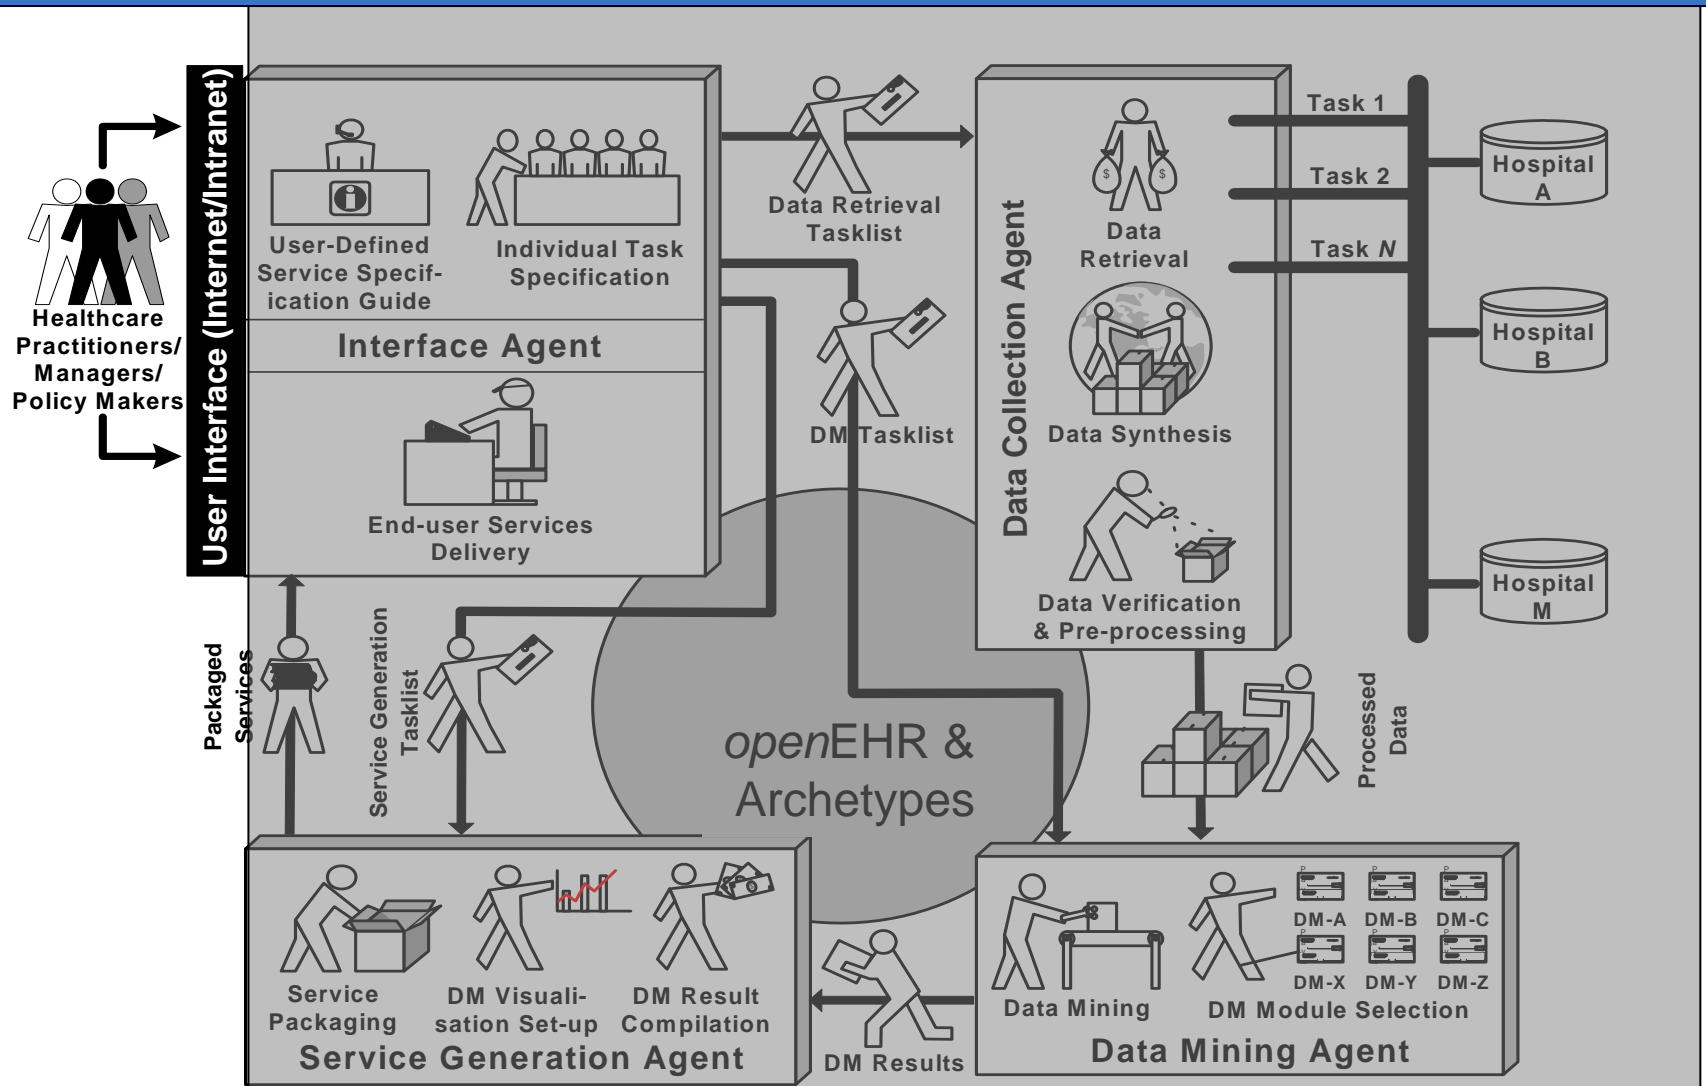 User Interface (Internet/Intranet)
Healthcare
Practitioners/
Managers/
Policy Makers
User-Defined
Service Specif-
ication Guide
Individual Task
Specification
Interface Agent
End-user Services
Delivery
Data Retrieval
Tasklist
DM Tasklist
Data Collection Agent
$ $
Data
Retrieval
Data Synthesis
Data Verification
& Pre-processing
Task 1
Task 2
Task N
Hospital
A
Hospital
B
Hospital
M
Packaged
Services
Service Generation
Tasklist
openEHR &
Archetypes
Processed
Data
Service
Packaging
DM Visuali-
sation Set-up
DM Result
Compilation
Service Generation Agent
DM Results
Data Mining
DM-A DM-B DM-C
DM-X DM-Y DM-Z
DM Module Selection
Data Mining Agent